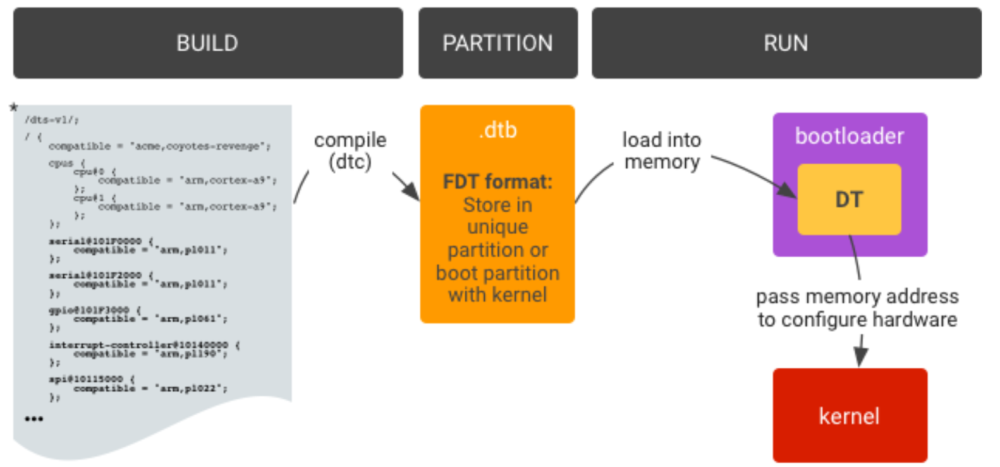 BUILD
PARTITION
RUN
*
/dts-v1/;
/ {
compatible = "acme,coyotes-revenge";
cpus {
cpu@0 {
compatible = "arm,cortex-a9";
};
cpu@1 {
compatible = "arm,cortex-a9";
};
};
serial@101F0000 {
compatible = "arm,pl011";
};
serial@101F2000 {
compatible = "arm,pl011";
};
gpio@101F3000 {
compatible = "arm,pl061";
};
interrupt-controller@10140000 {
compatible = "arm,pl190";
};
spi@10115000 {
compatible = "arm,pl022";
};
•••
compile
(dtc)
.dtb
FDT format:
Store in
unique
partition or
boot partition
with kernel
load into
memory
bootloader
DT
pass memory address
to configure hardware
kernel